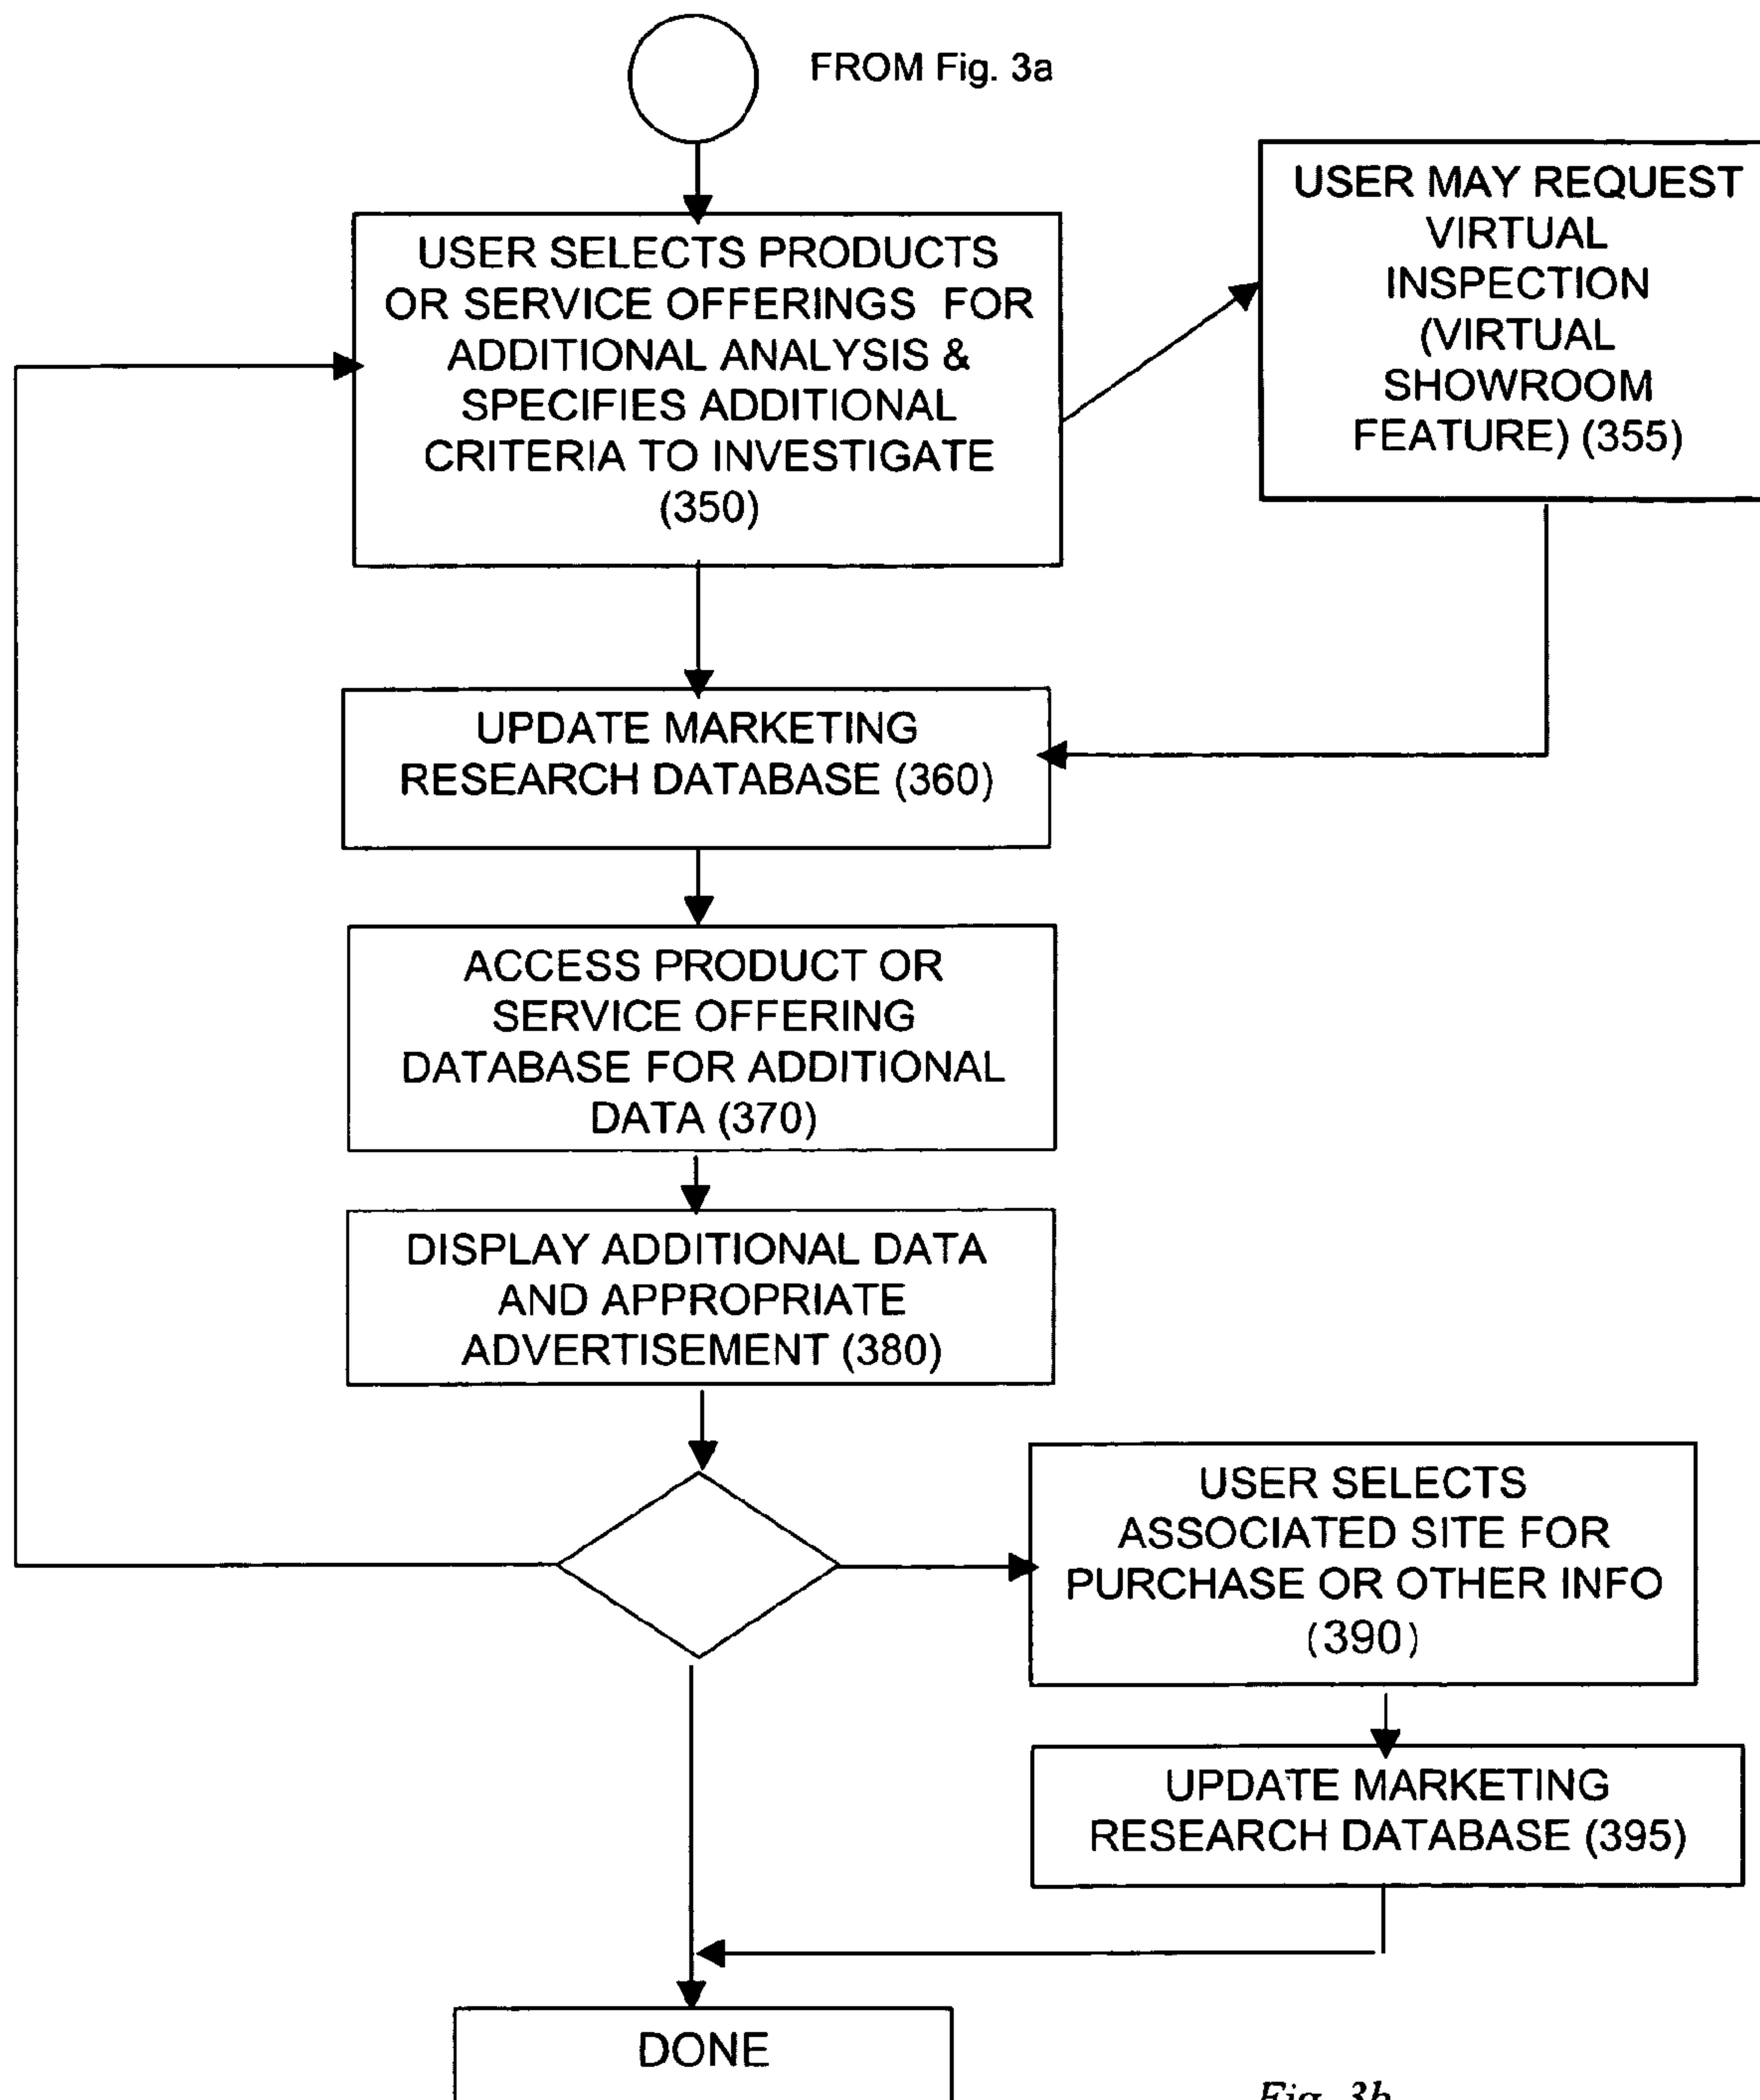 FROM Fig. 3a
USER SELECTS PRODUCTS
OR SERVICE OFFERINGS FOR
ADDITIONAL ANALYSIS &
SPECIFIES ADDITIONAL
CRITERIA TO INVESTIGATE
(350)
USER MAY REQUEST
VIRTUAL
INSPECTION
(VIRTUAL
SHOWROOM
FEATURE) (355)
UPDATE MARKETING
RESEARCH DATABASE (360)
ACCESS PRODUCT OR
SERVICE OFFERING
DATABASE FOR ADDITIONAL
DATA (370)
DISPLAY ADDITIONAL DATA
AND APPROPRIATE
ADVERTISEMENT (380)
USER SELECTS
ASSOCIATED SITE FOR
PURCHASE OR OTHER INFO
(390)
UPDATE MARKETING
RESEARCH DATABASE (395)
DONE
Fig. 3b